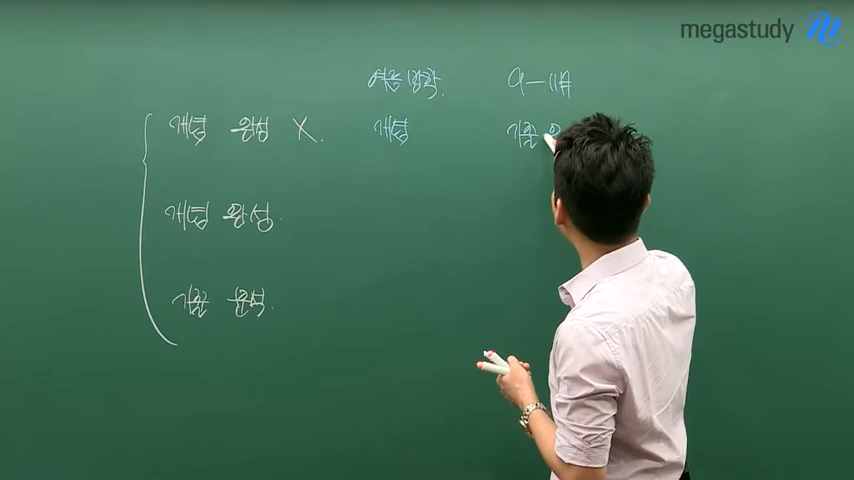 megastudy
여름방학. 9-11月
개념 완성 X. 개념 기출
개념 완성.
기출 분석.